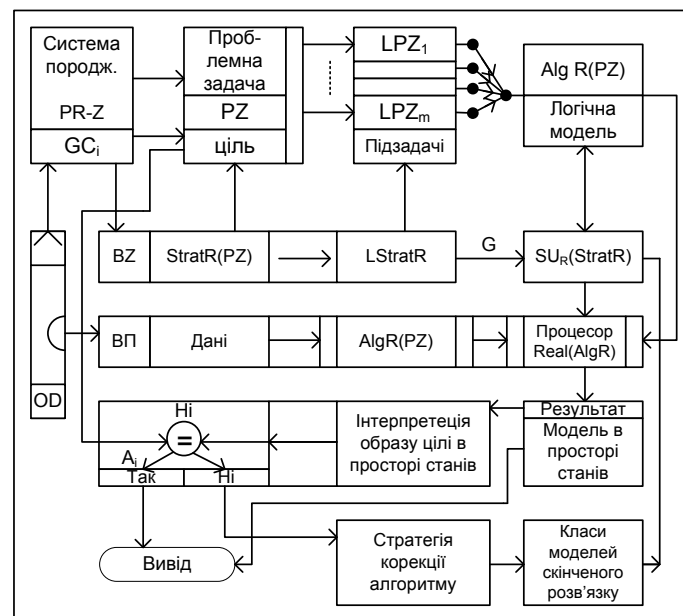 Система
породж.
PR-Z
GCi
Проб-
лемна
задача
PZ
ціль
LPZ1
LPZm
Підзадачі
Alg R(PZ)
Логічна
модель
BZ
StratR(PZ)
LStratR
G
SUR(StratR)
OD
ВП
Дані
AlgR(PZ)
Процесор
Real(AlgR)
Ні
=
Ai
Так
Ні
Інтерпретеція
образу цілі в
просторі станів
Результат
Модель в
просторі
станів
Вивід
Стратегія
корекції
алгоритму
Класи
моделей
скінченого
розв’язку